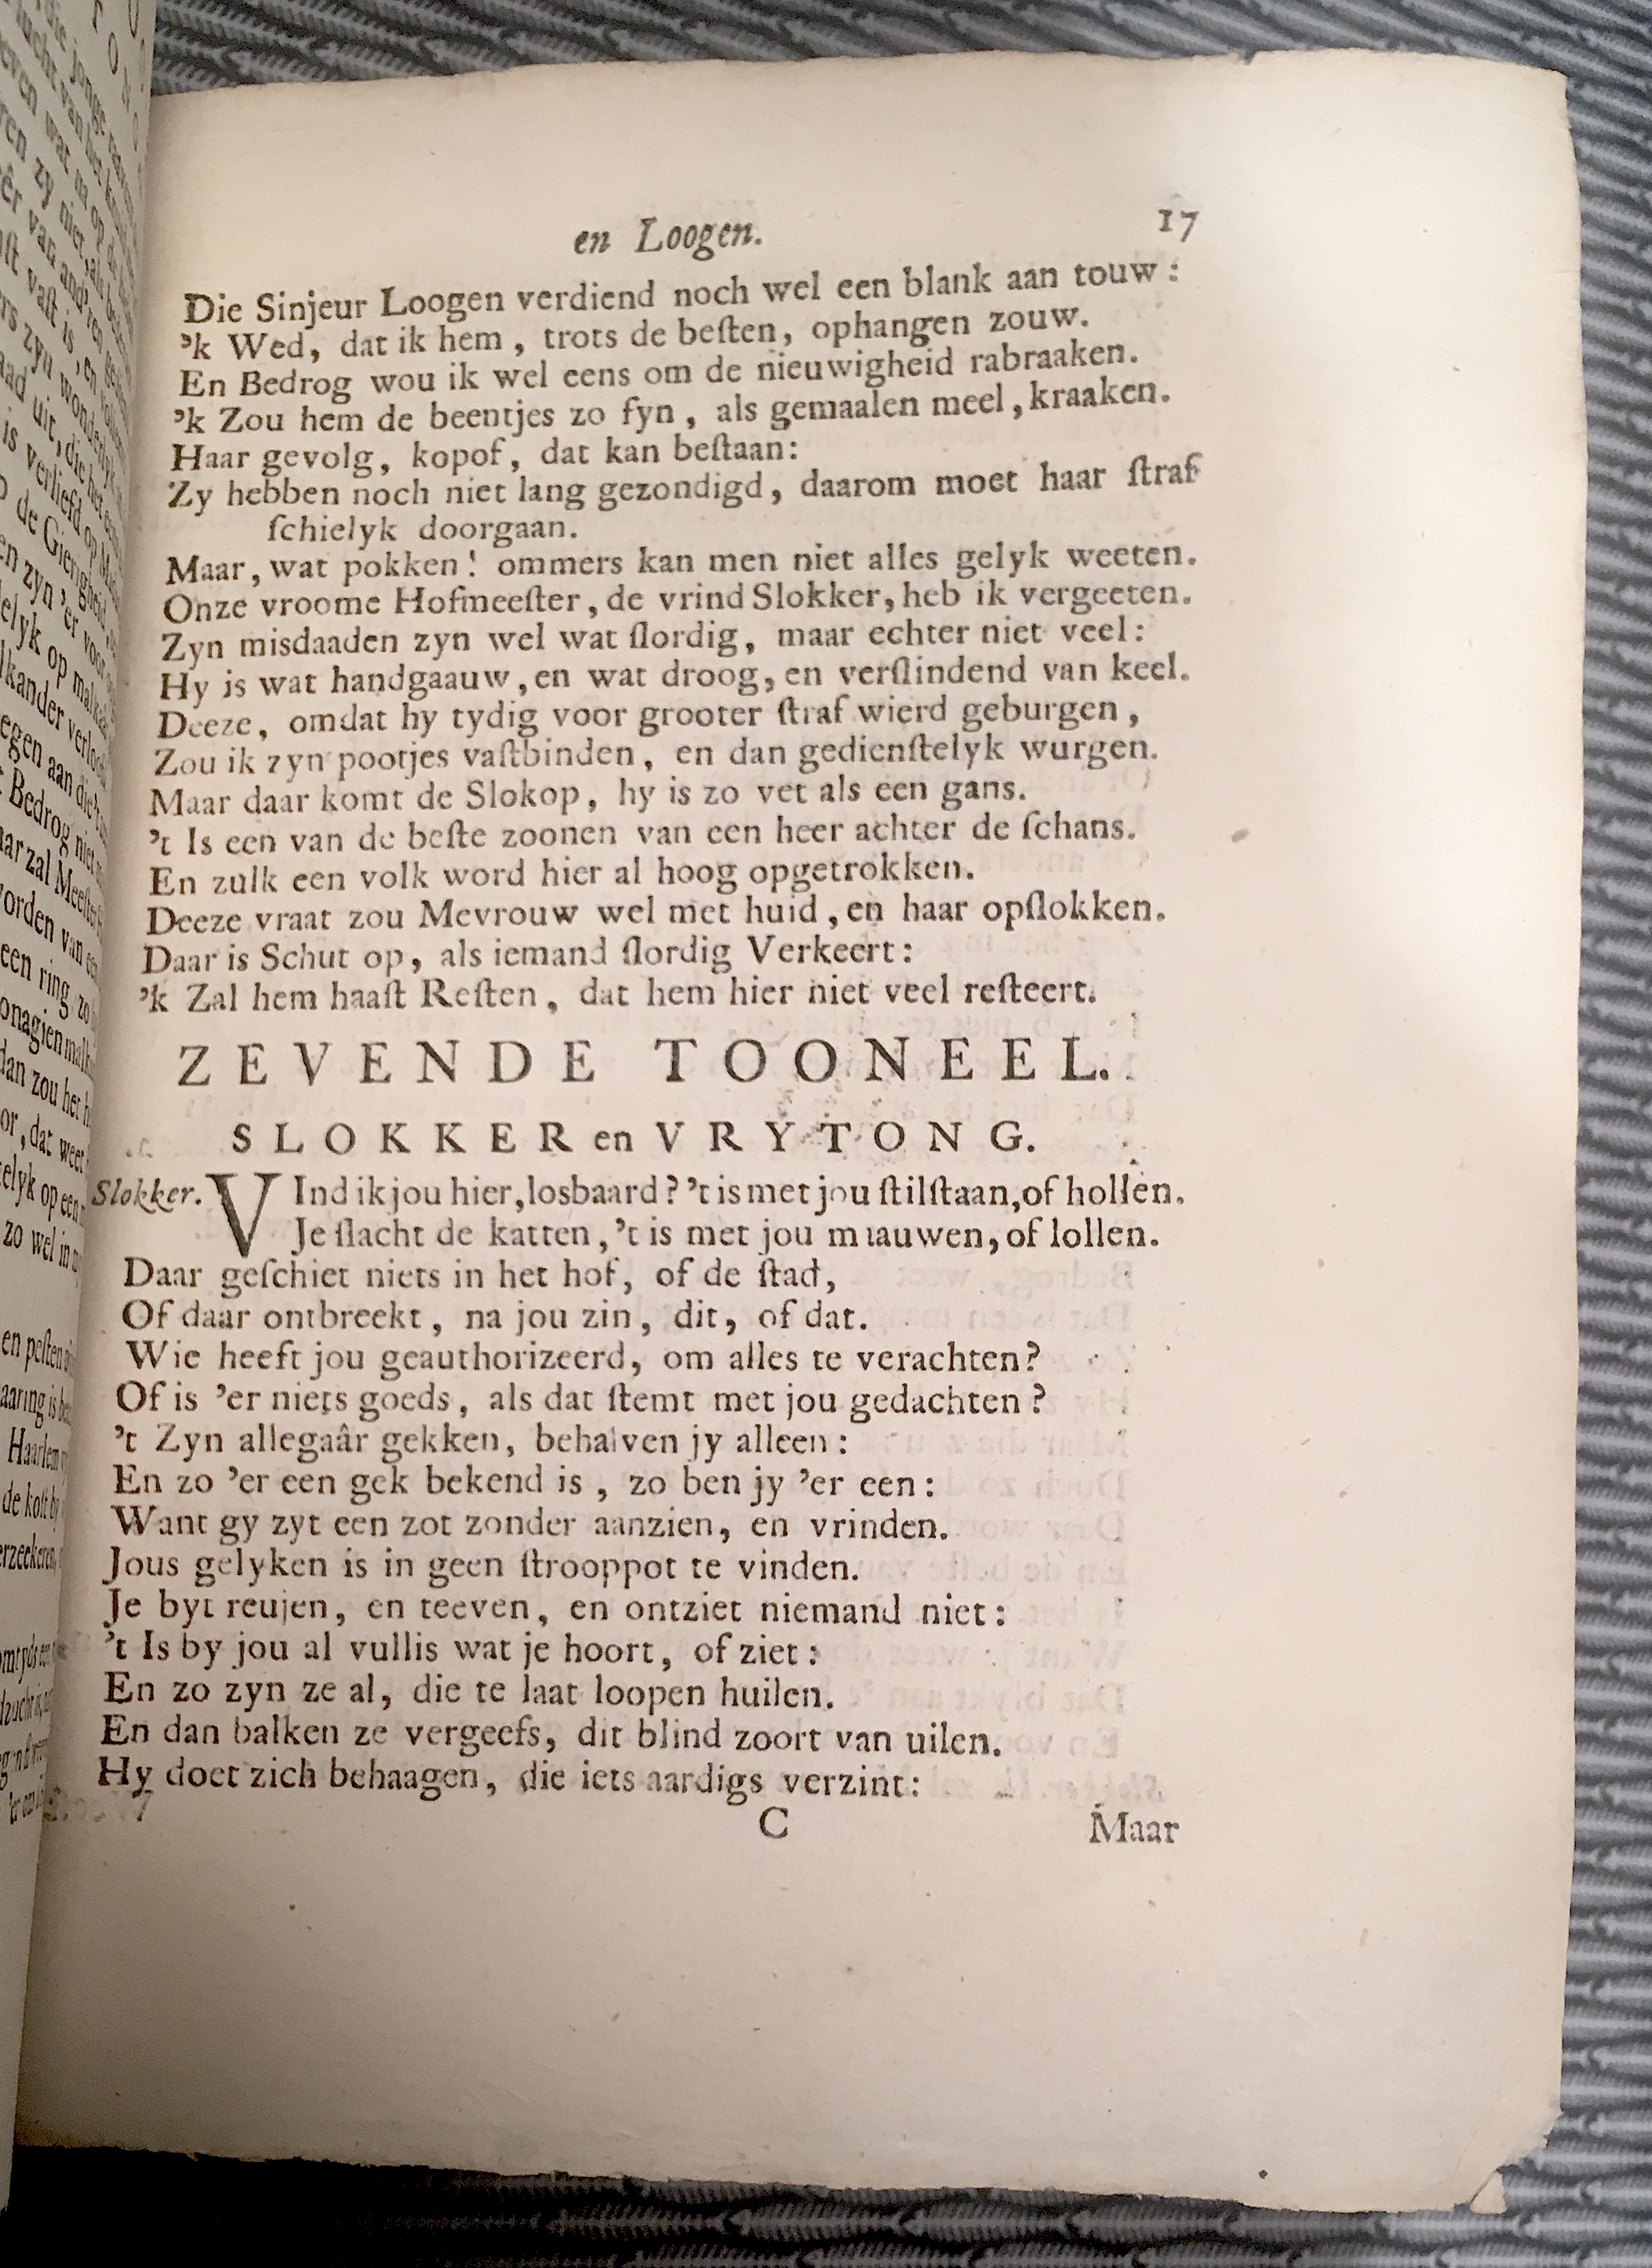 en Loogen. 17
Die Sinjeur Loogen verdiend noch wel een blank aan touw:
’k Wed, dat ik hem, trots de beſten, ophangen zouw.
En Bedrog wou ik wel eens om de nieuwigheid rabraaken.
’k Zou hem de beentjes zo fyn, als gemaalen meel, kraaken.
Haar gevolg, kopof, dat kan beſtaan:
Zy hebben noch niet lang gezondigd, daarom moet haar ſtraf
ſchielyk doorgaan.
Maar, wat pokken! ommers kan men niet alles gelyk weeten.
Onze vroome Hofmeeſter, de vrind Slokker, heb ik vergeeten.
Zyn misdaaden zyn wel wat ſlordig, maar echter niet veel:
Hy is wat handgaauw, en wat droog, en verſlindend van keel.
Deeze, omdat hy tydig voor grooter ſtraf wierd geburgen,
Zou ik zyn pootjes vaſtbinden, en dan gedienſtelyk wurgen.
Maar daar komt de Slokop, hy is zo vet als een gans.
’t Is een van de beſte zoonen van een heer achter de ſchans.
En zulk een volk word hier al hoog opgetrokken.
Deeze vraat zou Mevrouw wel met huid, en haar opſlokken.
Daar is Schut op, als iemand ſlordig Verkeert:
’k Zal hem haaſt Reſten, dat hem hier niet veel reſteert.
ZEVENDE TOONEEL.
SLOKKER en VRYTONG.
Slokker. VInd ik jou hier, losbaard? ’t is met jou ſtilſtaan, of hollen.
Je ſlacht de katten, ’t is met jou miauwen, of lollen.
Daar geſchiet niets in het hof, of de ſtad,
Of daar ontbreekt, na jou zin, dit, of dat.
Wie heeft jou geauthorizeerd, om alles te verachten?
Of is ’er niets goeds, als dat ſtemt met jou gedachten?
’t Zyn allegaâr gekken, behalven jy alleen:
En zo ’er een gek bekend is, zo ben jy ’er een:
Want gy zyt een zot zonder aanzien, en vrinden.
Jous gelyken is in geen ſtrooppot te vinden.
Je byt reujen, en teeven, en ontziet niemand niet:
’t Is by jou al vullis wat je hoort, of ziet:
En zo zyn ze al, die te laat loopen huilen.
En dan balken ze vergeefs, dit blind zoort van uilen.
Hy doet zich behaagen, die iets aardigs verzint:
C Maar